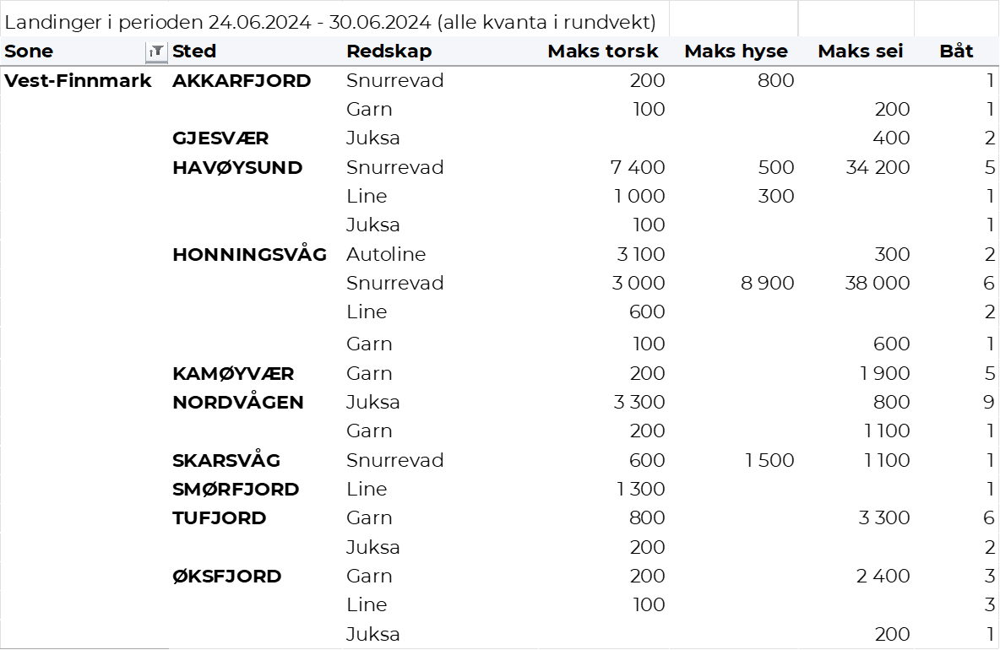 Landinger i perioden 24.06.2024 - 30.06.2024 (alle kvanta i rundvekt)
Sone Sted Redskap Maks torsk Maks hyse Maks sei Båt
Vest-Finnmark AKKARFJORD Snurrevad 200 800 1
Garn 100 200 1
GJESVÆR Juksa 400 2
HAVØYSUND Snurrevad 7 400 500 34 200 5
Line 1 000 300 1
Juksa 100 1
HONNINGSVÅG Autoline 3 100 300 2
Snurrevad 3 000 8 900 38 000 6
Line 600 2
Garn 100 600 1
KAMØYVÆR Garn 200 1 900 5
NORDVÅGEN Juksa 3 300 800 9
Garn 200 1 100 1
SKARSVÅG Snurrevad 600 1 500 1 100 1
SMØRFJORD Line 1 300 1
TUFJORD Garn 800 3 300 6
Juksa 200 2
ØKSFJORD Garn 200 2 400 3
Line 100 3
Juksa 200 1